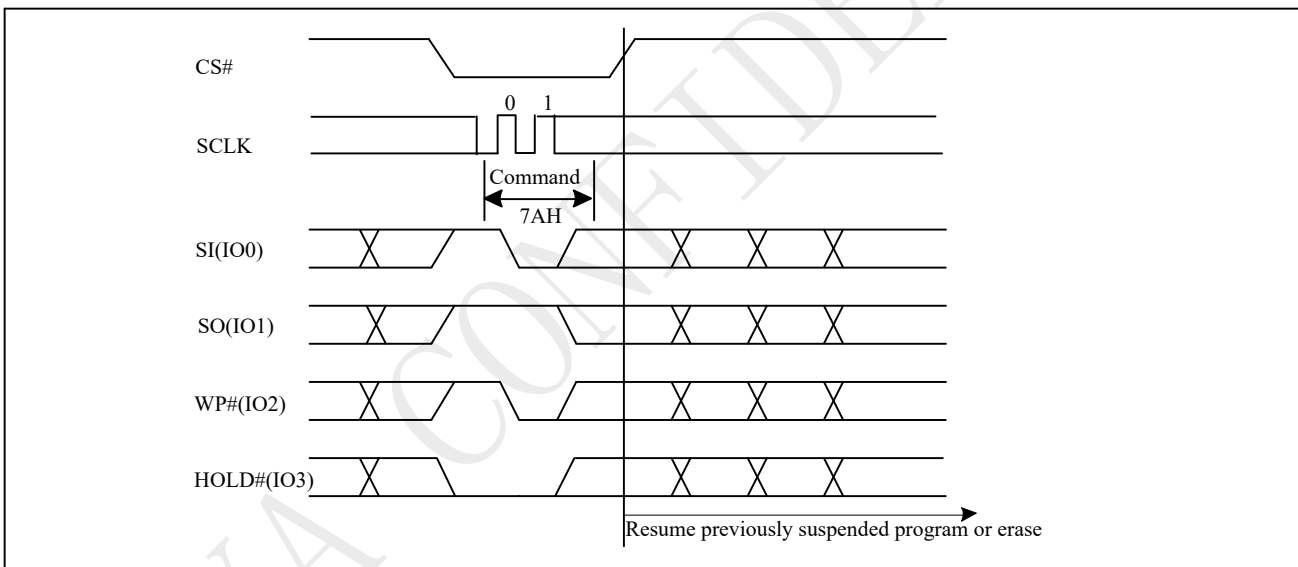 CS#
0 1
SCLK
Command
7AH
SI(IO0)
SO(IO1)
WP#(IO2)
HOLD#(IO3)
Resume previously suspended program or erase